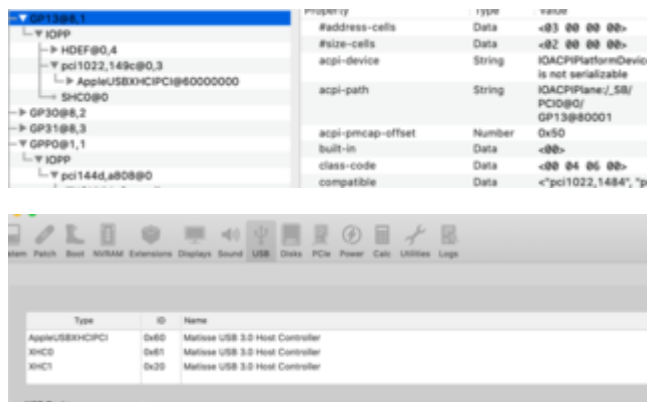 Property Type Value
GP13@8,1
#address-cells Data <03 00 00 00>
IOPP
#size-cells Data <02 00 00 00>
HDEF@0,4
acpi-device String IOACPIPlatformDevice is not serializable
pci1022,149c@0,3
AppleUSBXHCIPCI@60000000
acpi-path String IOACPIPlane:/_SB/PCI0@0/GP13@80001
SHC0@0
GP30@8,2
GP31@8,3
acpi-pmcap-offset Number 0x50
GPP0@1,1
built-in Data <00>
IOPP
class-code Data <00 04 06 00>
pci144d,a808@0
compatible Data <"pci1022,1484", "p
Patch Boot NVRAM Extensions Displays Sound USB Disks PCIe Power Calc Utilities Logs
Type ID Name
AppleUSBXHCIPCI 0x60 Matisse USB 3.0 Host Controller
XHC0 0x61 Matisse USB 3.0 Host Controller
XHC1 0x20 Matisse USB 3.0 Host Controller